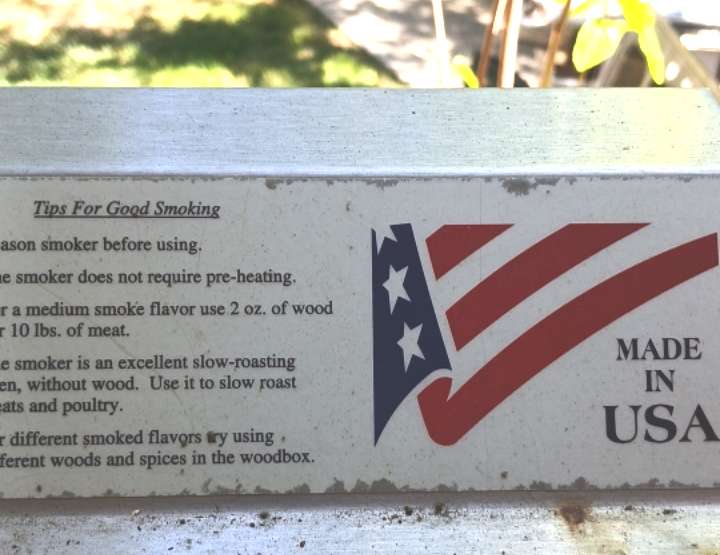 Tips For Good Smoking
ason smoker before using.
e smoker does not require pre-heating.
r a medium smoke flavor use 2 oz. of wood
r 10 lbs. of meat.
e smoker is an excellent slow-roasting
en, without wood. Use it to slow roast
eats and poultry.
r different smoked flavors try using
fferent woods and spices in the woodbox.
MADE
IN
USA